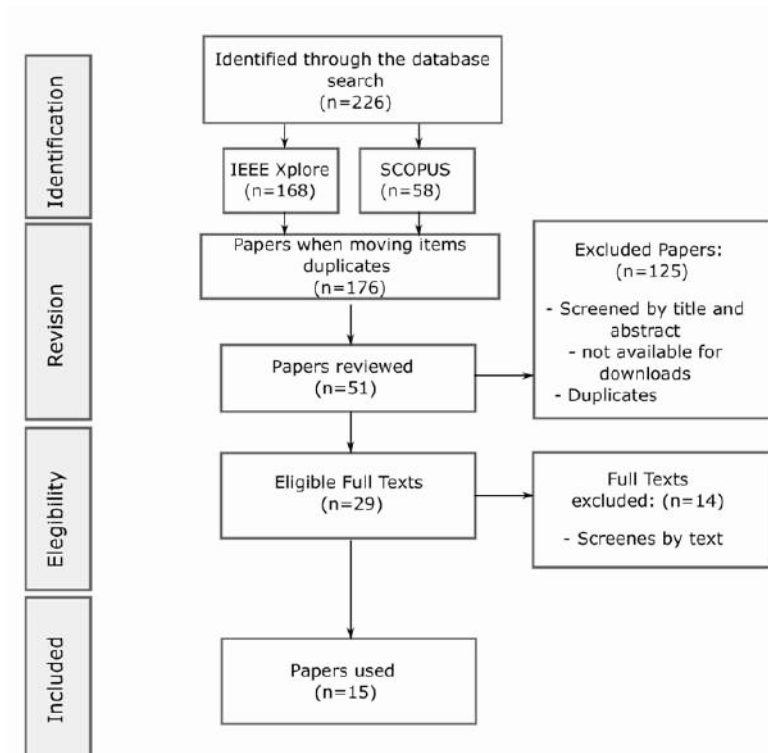 Identification
Identified through the database
search
(n=226)
IEEE Xplore
(n=168)
SCOPUS
(n=58)
Revision
Papers when moving items
duplicates
(n=176)
Excluded Papers:
(n=125)
- Screened by title and
abstract
- not available for
downloads
- Duplicates
Papers reviewed
(n=51)
Elegibility
Eligible Full Texts
(n=29)
Full Texts
excluded: (n=14)
- Screenes by text
Included
Papers used
(n=15)